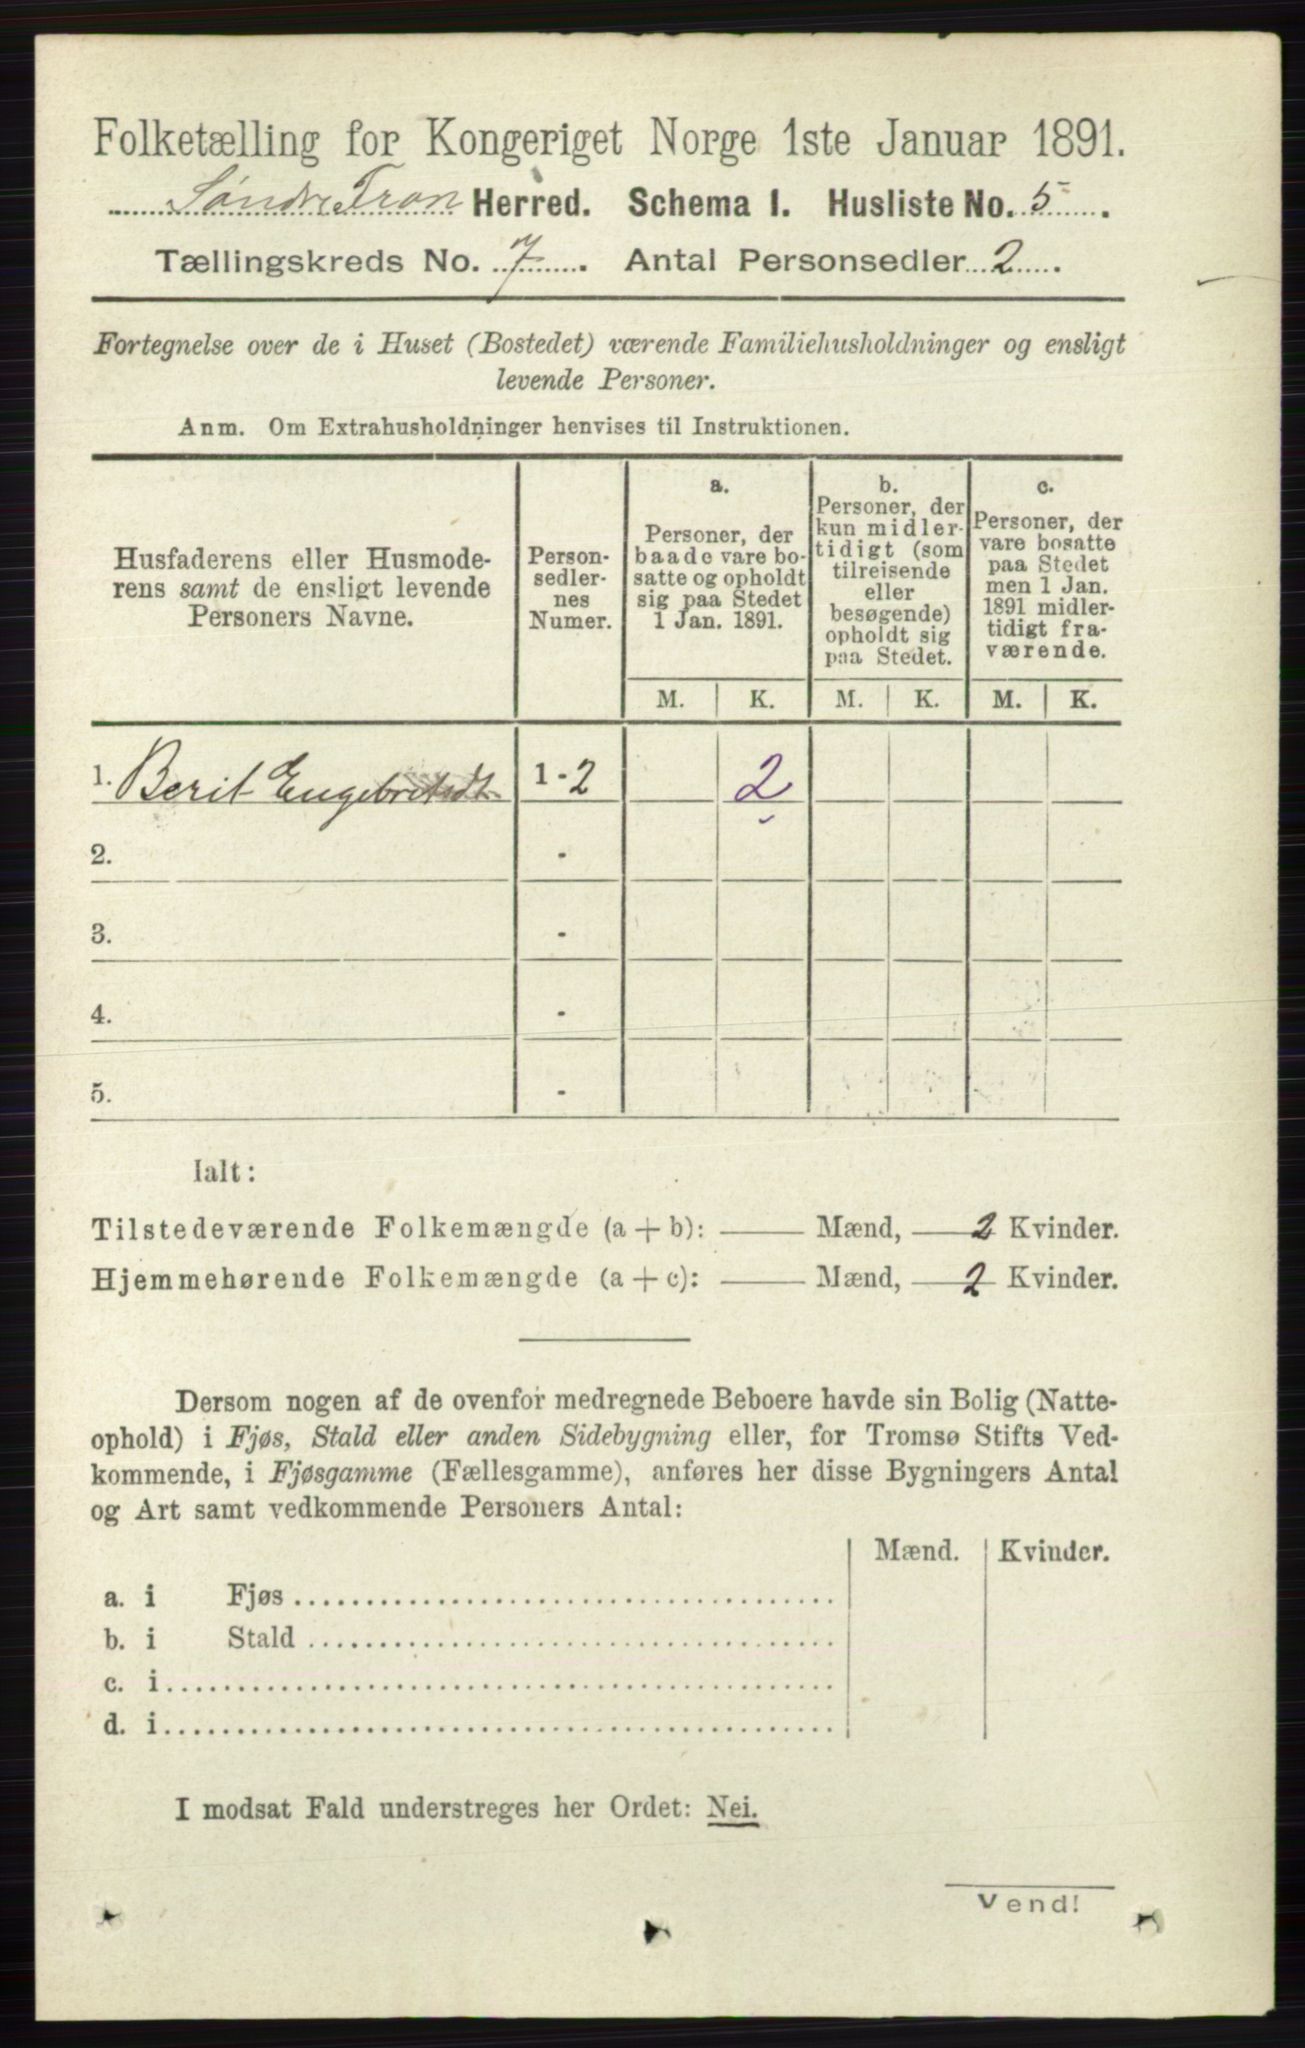 Folketælling for Kongeriget Norge 1ste Januar 1891.
Søndre Fron Herred. Schema I. Husliste No. 5.
Tællingskreds No. 7. Antal Personsedler 2.
Fortegnelse over de i Huset (Bostedet) værende Familiehusholdninger og ensligt
levende Personer.
Anm. Om Extrahusholdninger henvises til Instruktionen.
Husfaderens eller Husmode-
rens samt de ensligt levende
Personers Navne.
Person-
sedler-
nes
Numer.
a.
Personer, der
baade vare bo-
satte og opholdt
sig paa Stedet
1 Jan. 1891.
b.
Personer, der
kun midler-
tidigt (som
tilreisende
eller
besøgende)
opholdt sig
paa Stedet.
c.
Personer, der
vare bosatte
paa Stedet
men 1 Jan.
1891 midler-
tidigt fra-
værende.
M. K. M. K. M. K.
1. Berit Engebretsdt 1 - 2 2
2. -
3. -
4. -
5. -
Ialt:
Tilstedeværende Folkemængde (a + b): Mænd, 2 Kvinder.
Hjemmehørende Folkemængde (a + c): Mænd, 2 Kvinder.
Dersom nogen af de ovenfor medregnede Beboere havde sin Bolig (Natte-
ophold) i Fjøs, Stald eller anden Sidebygning eller, for Tromsø Stifts Ved-
kommende, i Fjøsgamme (Fællesgamme), anføres her disse Bygningers Antal
og Art samt vedkommende Personers Antal:
Mænd. Kvinder.
a. i Fjøs
b. i Stald
c. i
d. i
I modsat Fald understreges her Ordet: Nei.
Vend!